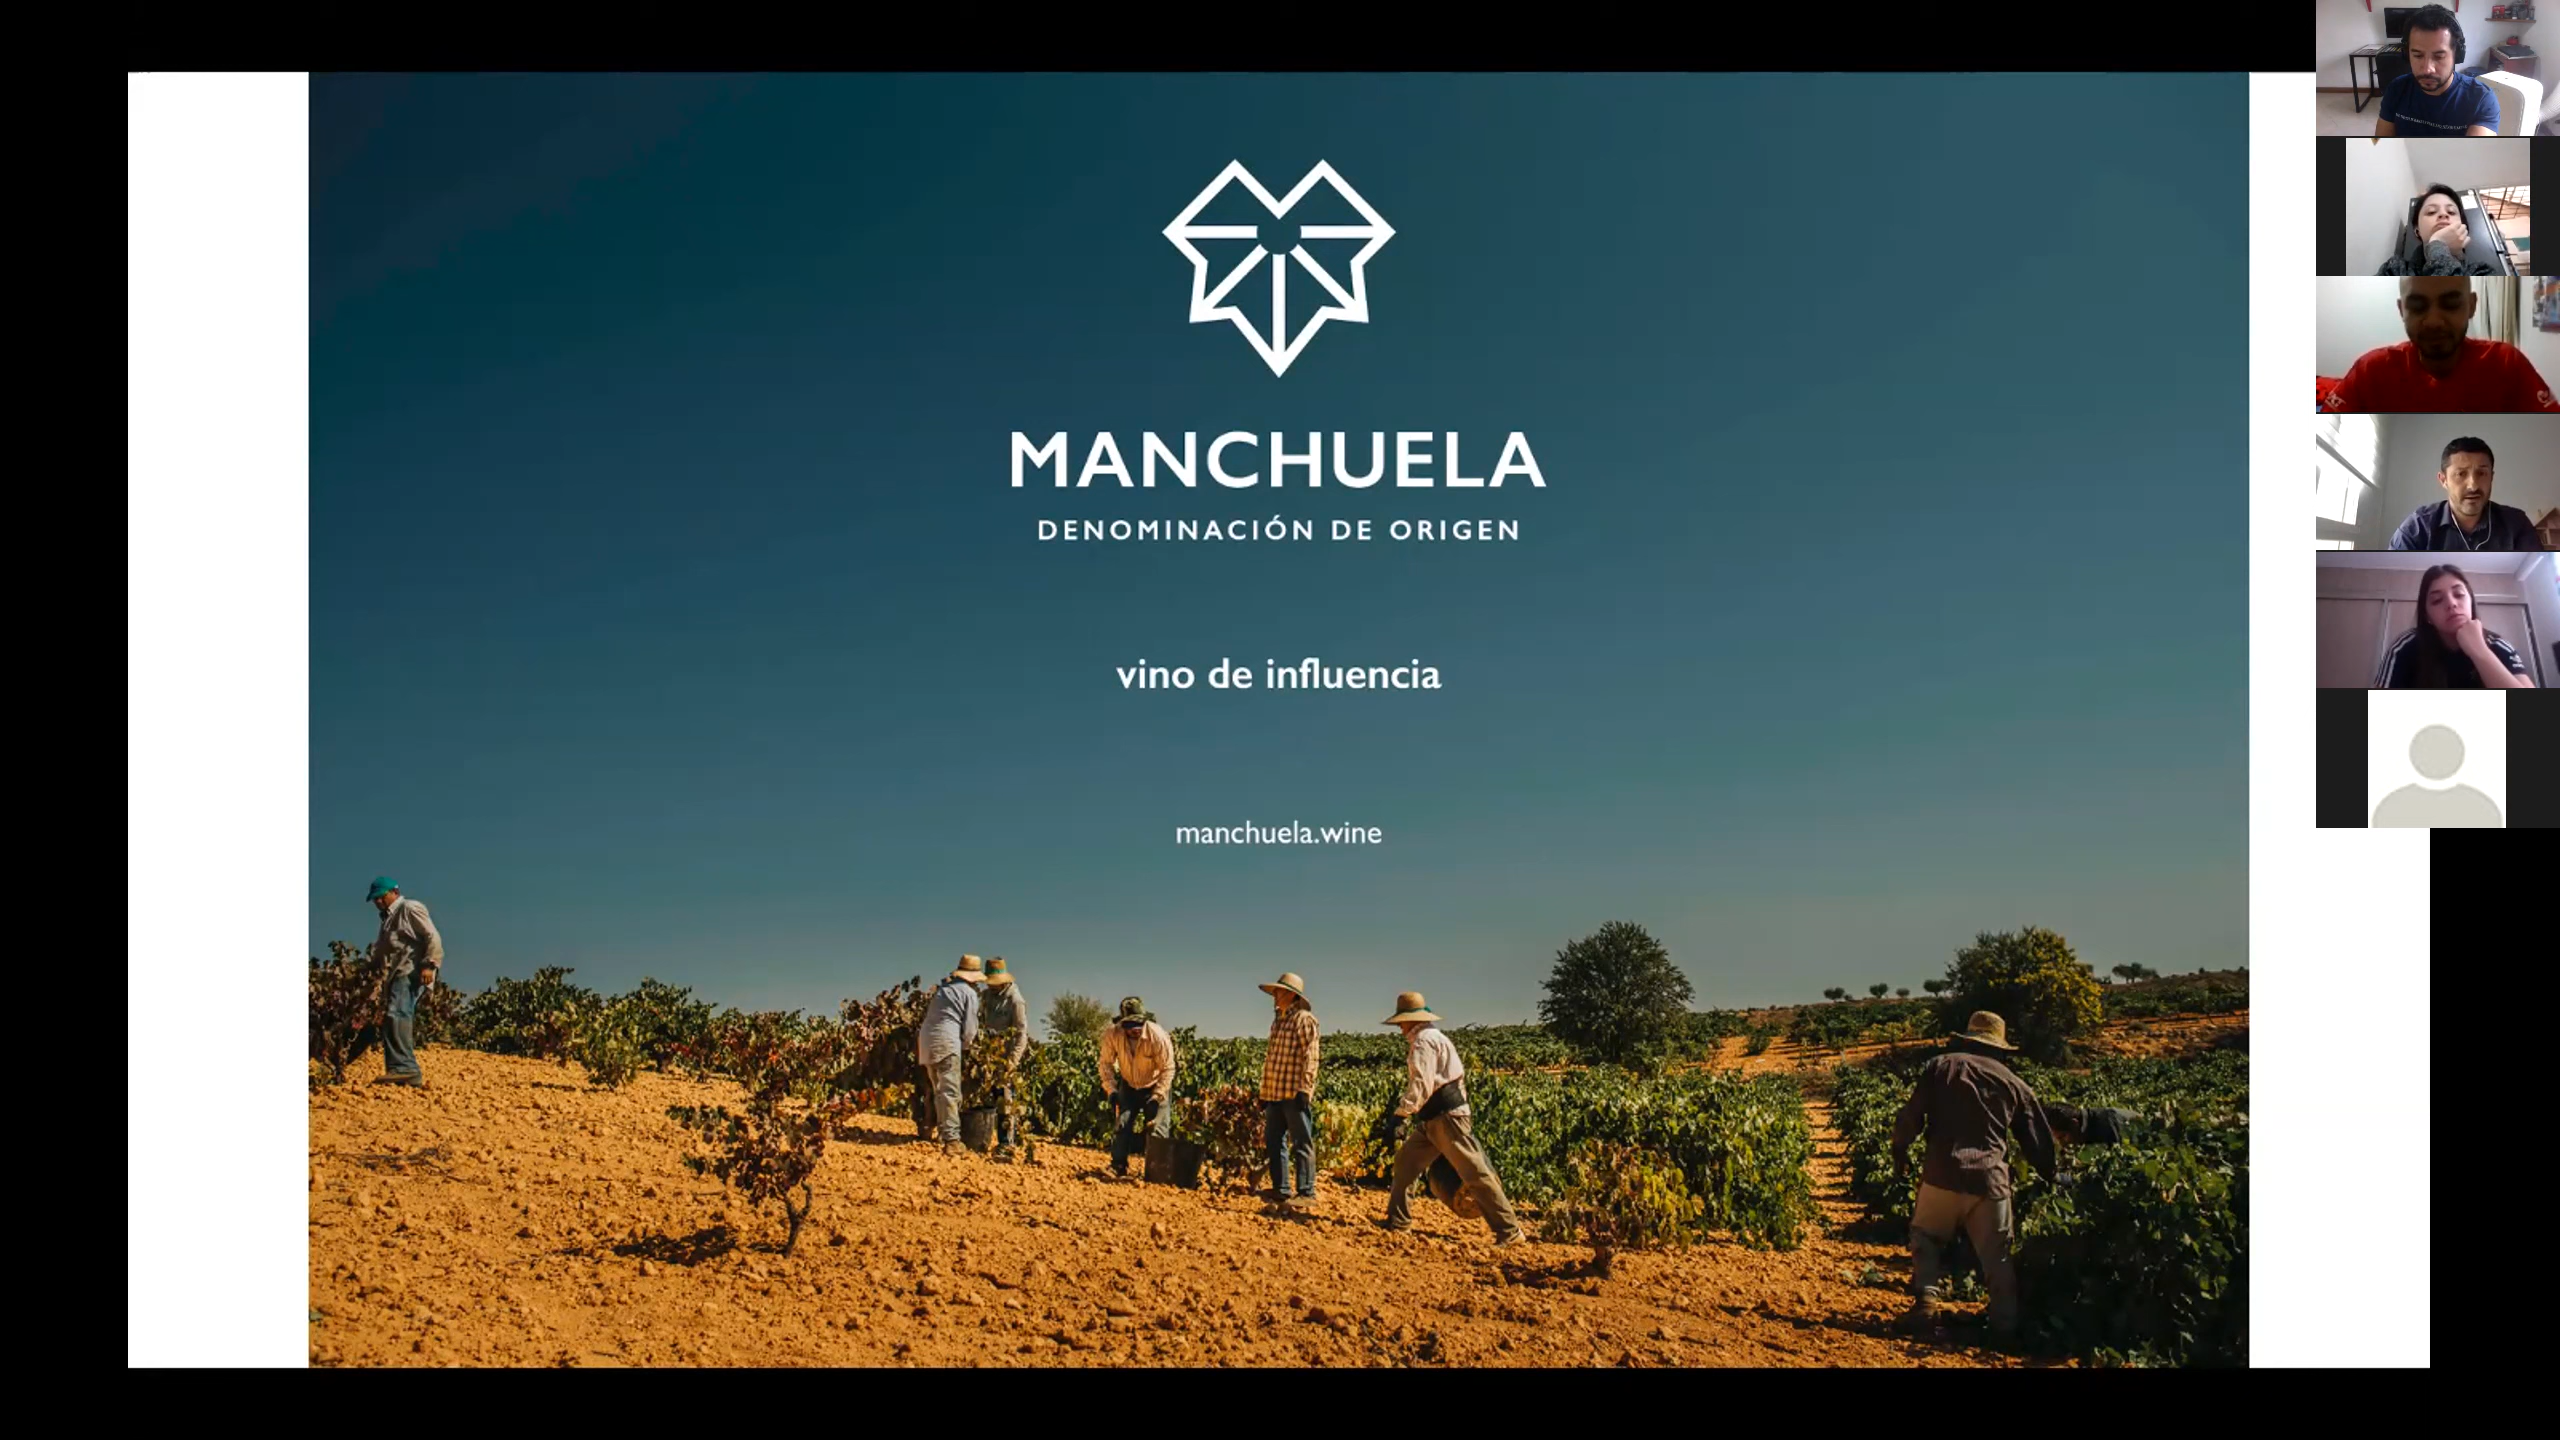 MANCHUELA
DENOMINACIÓN DE ORIGEN
vino de influencia
manchuela.wine